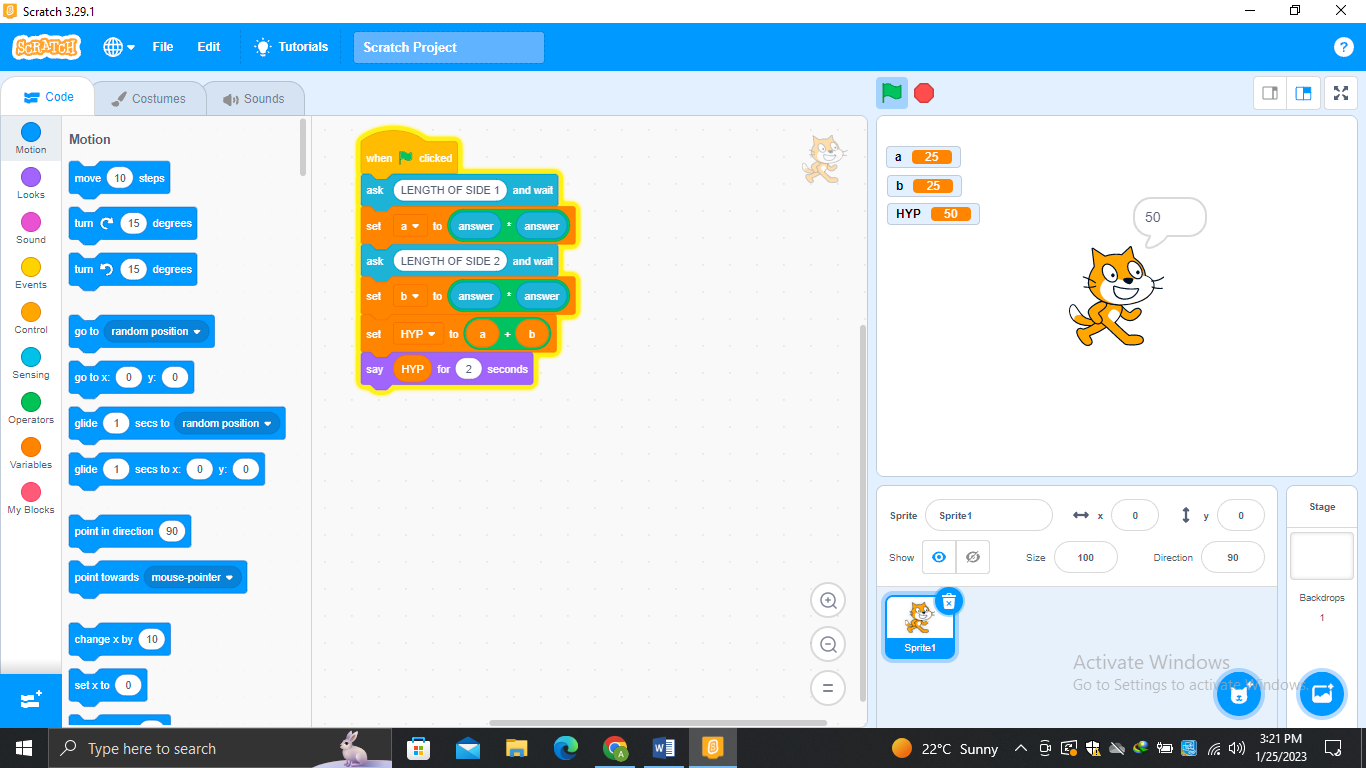 Scratch 3.29.1
SCRATCH
File
Edit
Tutorials
Scratch Project
?
Code
Costumes
Sounds
Motion
Looks
Sound
Events
Control
Sensing
Operators
Variables
My Blocks
Motion
move 10 steps
turn 15 degrees
turn 15 degrees
go to random position
go to x: 0 y: 0
glide 1 secs to random position
glide 1 secs to x: 0 y: 0
point in direction 90
point towards mouse-pointer
change x by 10
set x to 0
when clicked
ask LENGTH OF SIDE 1 and wait
set a to answer * answer
ask LENGTH OF SIDE 2 and wait
set b to answer * answer
set HYP to a + b
say HYP for 2 seconds
a 25
b 25
HYP 50
50
Sprite Sprite1 x 0 y 0
Show Size 100 Direction 90
Sprite1
Stage
Backdrops
1
Activate Windows
Go to Settings to activate Windows.
Type here to search
22°C Sunny
3:21 PM
1/25/2023